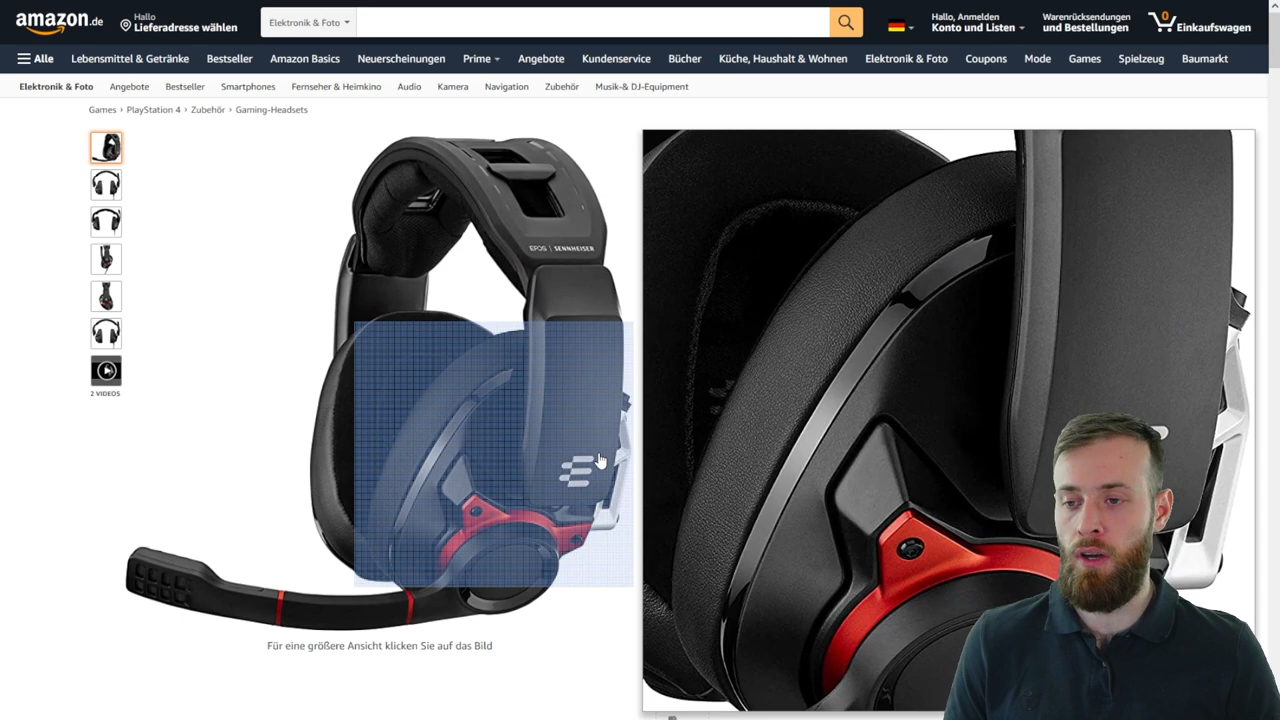 amazon.de
Hallo
Lieferadresse wählen
Elektronik & Foto
Hallo, Anmelden
Konto und Listen
Warenrücksendungen
und Bestellungen
0
Einkaufswagen
Alle
Lebensmittel & Getränke
Bestseller
Amazon Basics
Neuerscheinungen
Prime
Angebote
Kundenservice
Bücher
Küche, Haushalt & Wohnen
Elektronik & Foto
Coupons
Mode
Games
Spielzeug
Baumarkt
Elektronik & Foto
Angebote
Bestseller
Smartphones
Fernseher & Heimkino
Audio
Kamera
Navigation
Zubehör
Musik-& DJ-Equipment
Games › PlayStation 4 › Zubehör › Gaming-Headsets
EPOS | SENNHEISER
2 VIDEOS
Für eine größere Ansicht klicken Sie auf das Bild